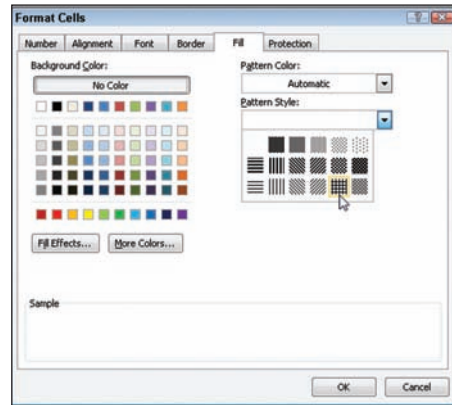 Format Cells
Number Alignment Font Border Fill Protection
Background Color:
No Color
Fill Effects... More Colors...
Pattern Color:
Automatic
Pattern Style:
Sample
OK Cancel